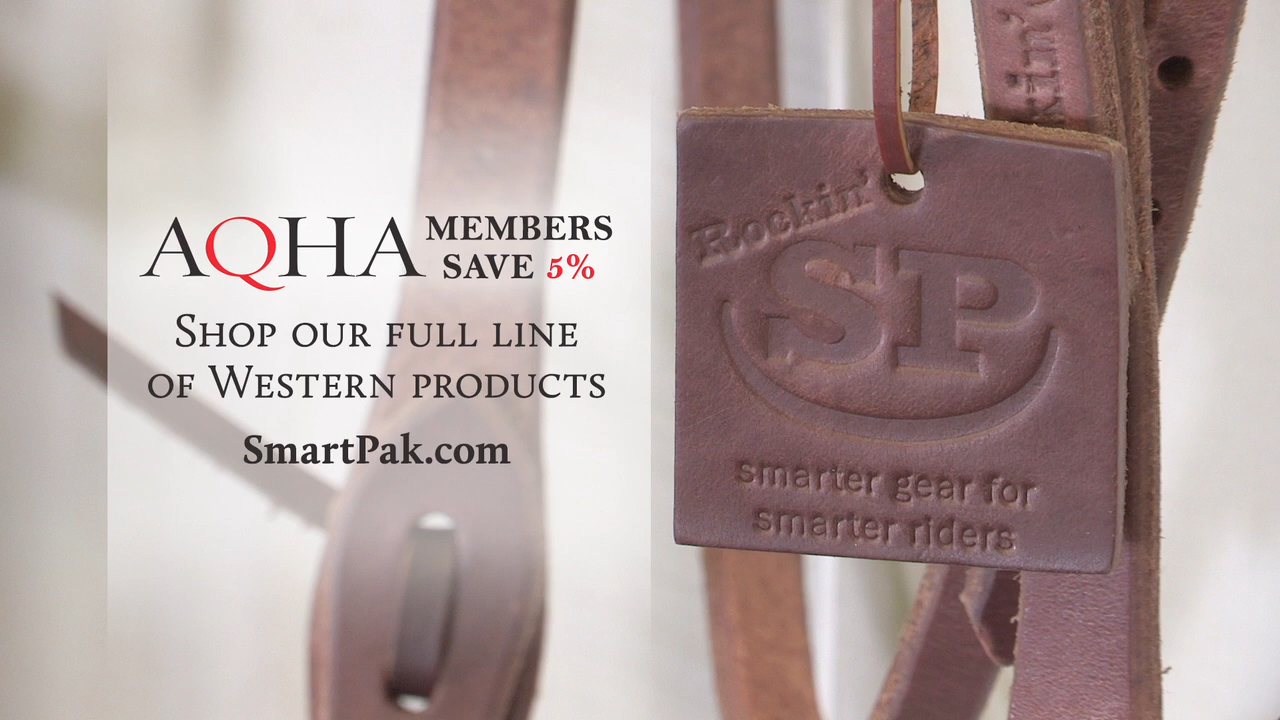 AQHA MEMBERS
SAVE 5%
SHOP OUR FULL LINE
OF WESTERN PRODUCTS
SmartPak.com
Rockin'
SP
smarter gear for
smarter riders